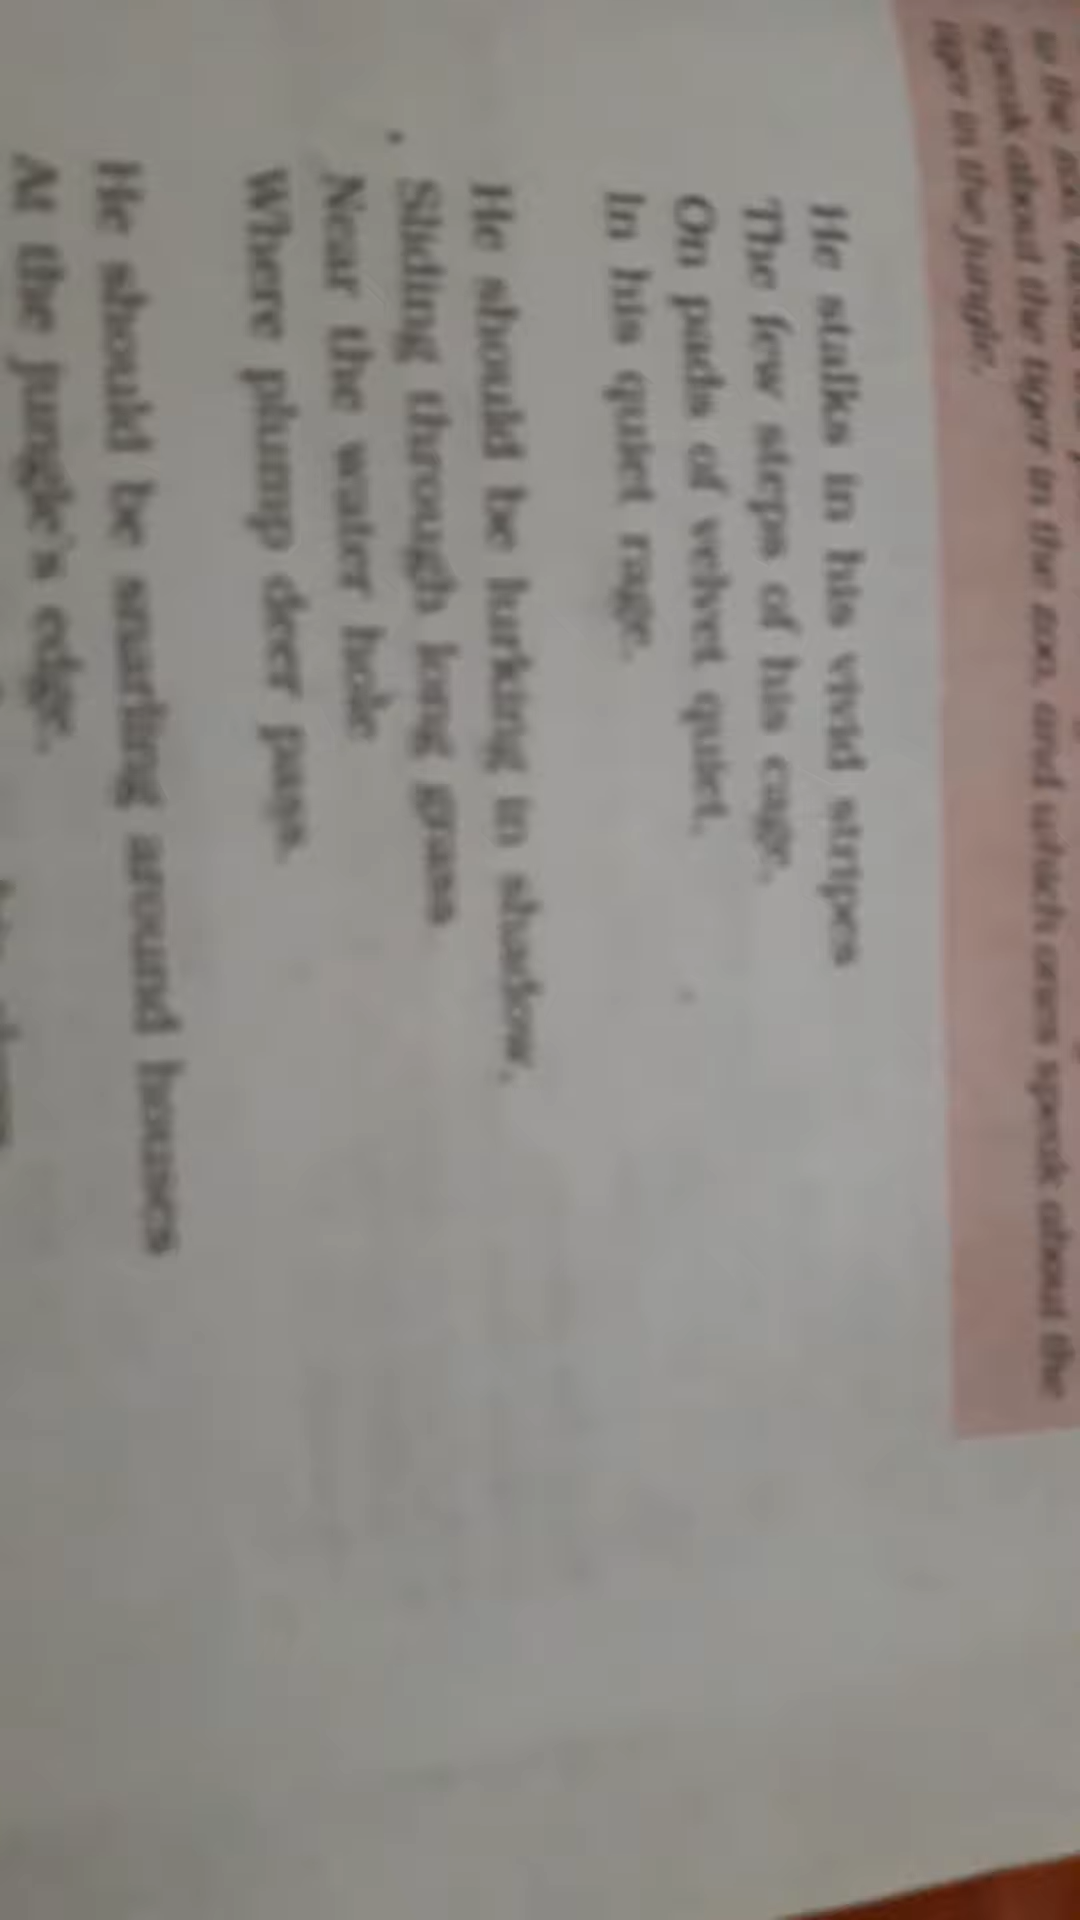 to the
speak about the tiger in the zoo, and which ones speak about the
tiger in the jungle.
He stalks in his vivid stripes
The few steps of his cage,
On pads of velvet quiet,
In his quiet rage.
He should be lurking in shadow,
Sliding through long grass
Near the water hole
Where plump deer pass.
He should be snarling around houses
At the jungle's edge,